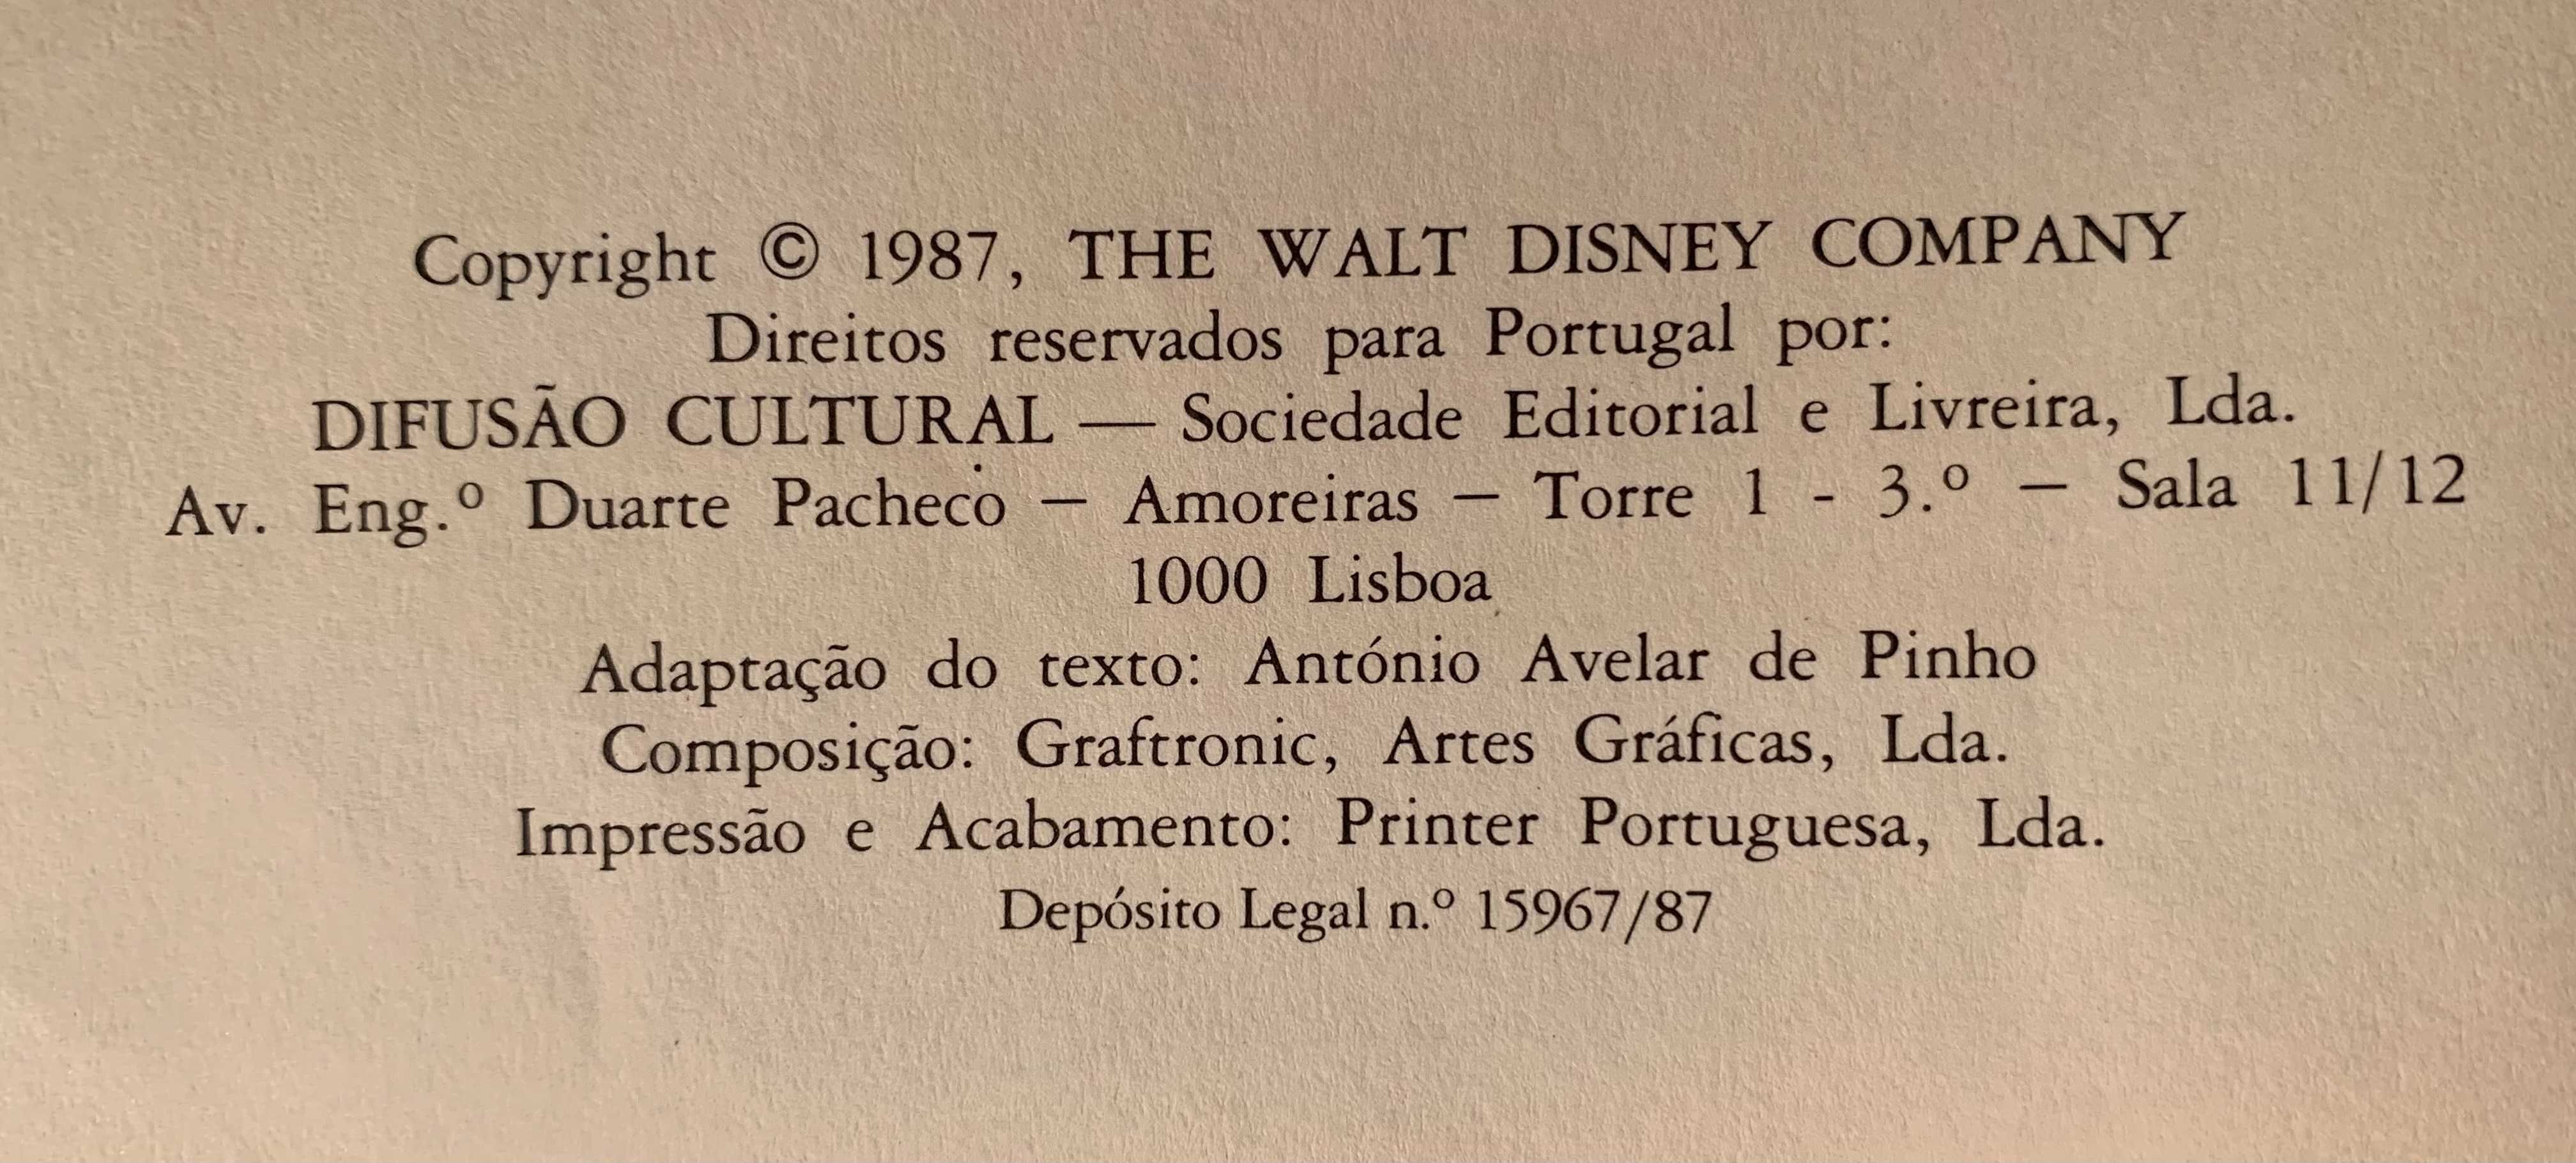 Copyright © 1987, THE WALT DISNEY COMPANY
Direitos reservados para Portugal por:
DIFUSÃO CULTURAL — Sociedade Editorial e Livreira, Lda.
Av. Eng.º Duarte Pacheco — Amoreiras — Torre 1 - 3.º — Sala 11/12
1000 Lisboa
Adaptação do texto: António Avelar de Pinho
Composição: Graftronic, Artes Gráficas, Lda.
Impressão e Acabamento: Printer Portuguesa, Lda.
Depósito Legal n.º 15967/87